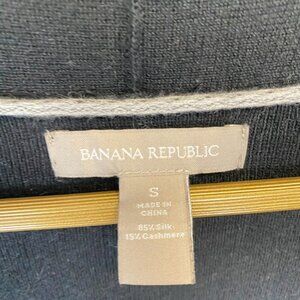 BANANA REPUBLIC
S
MADE IN
CHINA
85% Silk
15% Cashmere